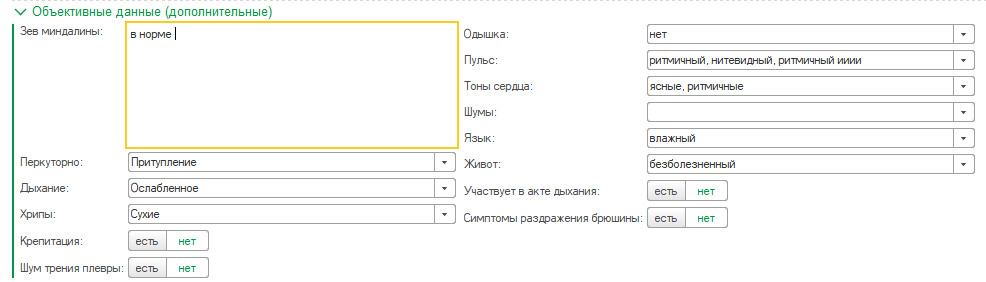 Объективные данные (дополнительные)
Зев миндалины: в норме
Перкуторно: Притупление
Дыхание: Ослабленное
Хрипы: Сухие
Крепитация: есть нет
Шум трения плевры: есть нет
Одышка: нет
Пульс: ритмичный, нитевидный, ритмичный ииии
Тоны сердца: ясные, ритмичные
Шумы:
Язык: влажный
Живот: безболезненный
Участвует в акте дыхания: есть нет
Симптомы раздражения брюшины: есть нет